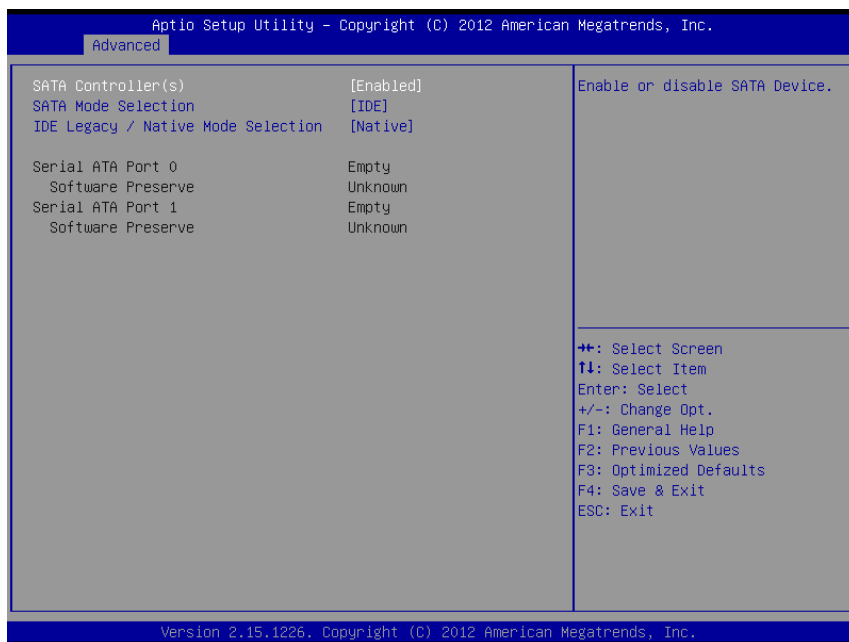 Aptio Setup Utility – Copyright (C) 2012 American Megatrends, Inc.
Advanced
SATA Controller(s) [Enabled]
SATA Mode Selection [IDE]
IDE Legacy / Native Mode Selection [Native]
Serial ATA Port 0 Empty
Software Preserve Unknown
Serial ATA Port 1 Empty
Software Preserve Unknown
Enable or disable SATA Device.
→←: Select Screen
↑↓: Select Item
Enter: Select
+/-: Change Opt.
F1: General Help
F2: Previous Values
F3: Optimized Defaults
F4: Save & Exit
ESC: Exit
Version 2.15.1226. Copyright (C) 2012 American Megatrends, Inc.